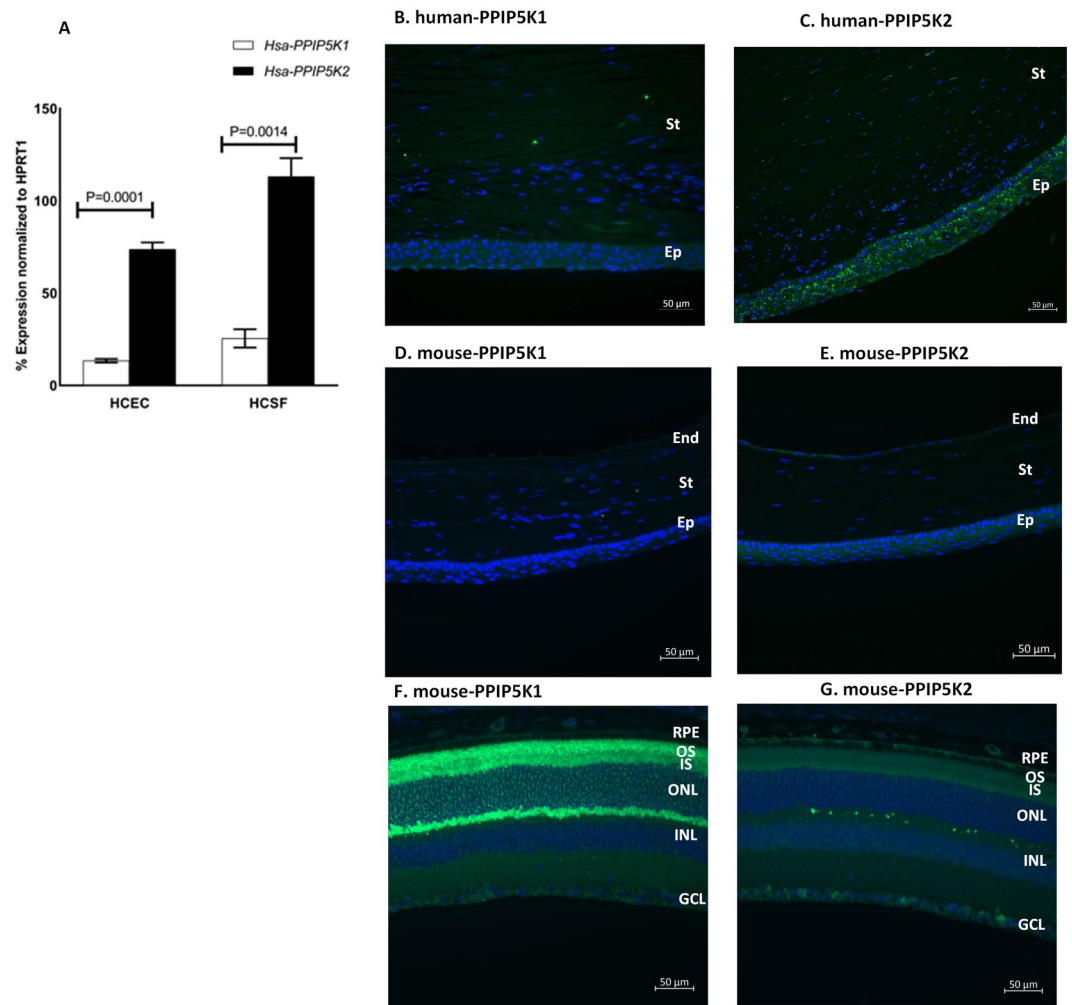 A
Hsa-PPIP5K1
Hsa-PPIP5K2
% Expression normalized to HPRT1
150
100
50
0
P=0.0001
P=0.0014
HCEC
HCSF
B. human-PPIP5K1
St
Ep
50 µm
C. human-PPIP5K2
St
Ep
50 µm
D. mouse-PPIP5K1
End
St
Ep
50 µm
E. mouse-PPIP5K2
End
St
Ep
50 µm
F. mouse-PPIP5K1
RPE
OS
IS
ONL
INL
GCL
50 µm
G. mouse-PPIP5K2
RPE
OS
IS
ONL
INL
GCL
50 µm